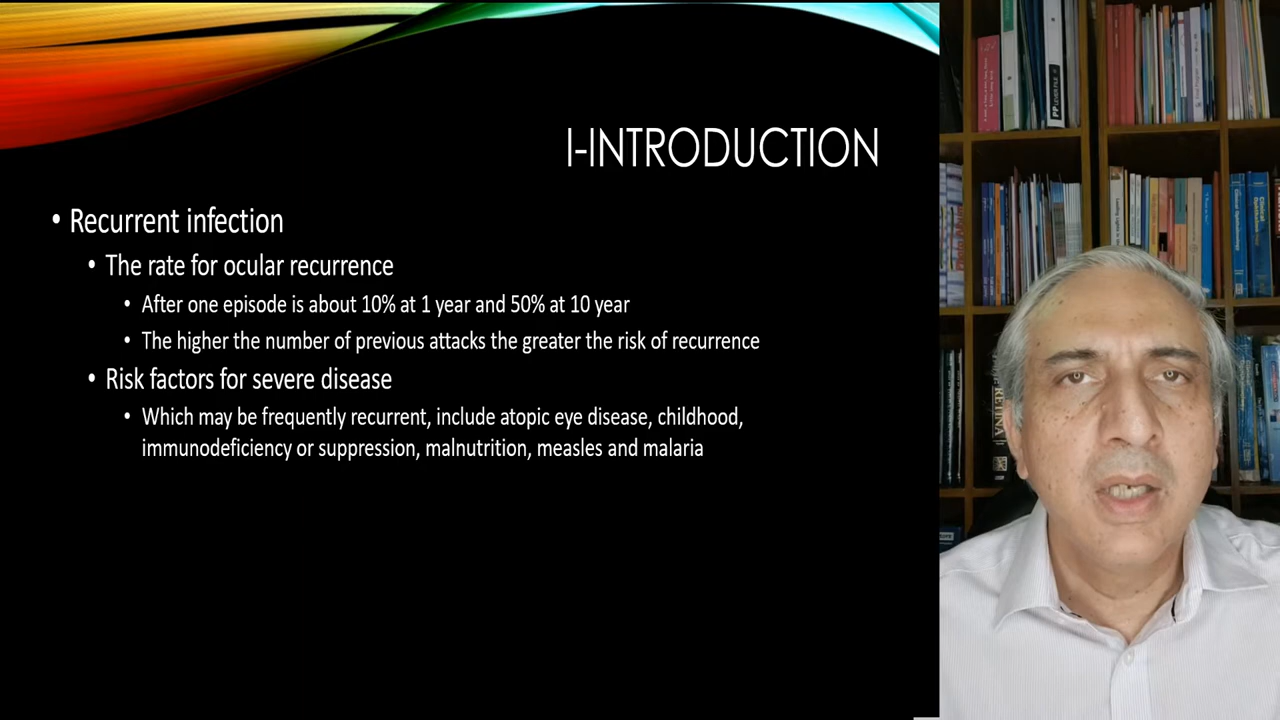 I-INTRODUCTION
• Recurrent infection
• The rate for ocular recurrence
• After one episode is about 10% at 1 year and 50% at 10 year
• The higher the number of previous attacks the greater the risk of recurrence
• Risk factors for severe disease
• Which may be frequently recurrent, include atopic eye disease, childhood,
immunodeficiency or suppression, malnutrition, measles and malaria
RETINA